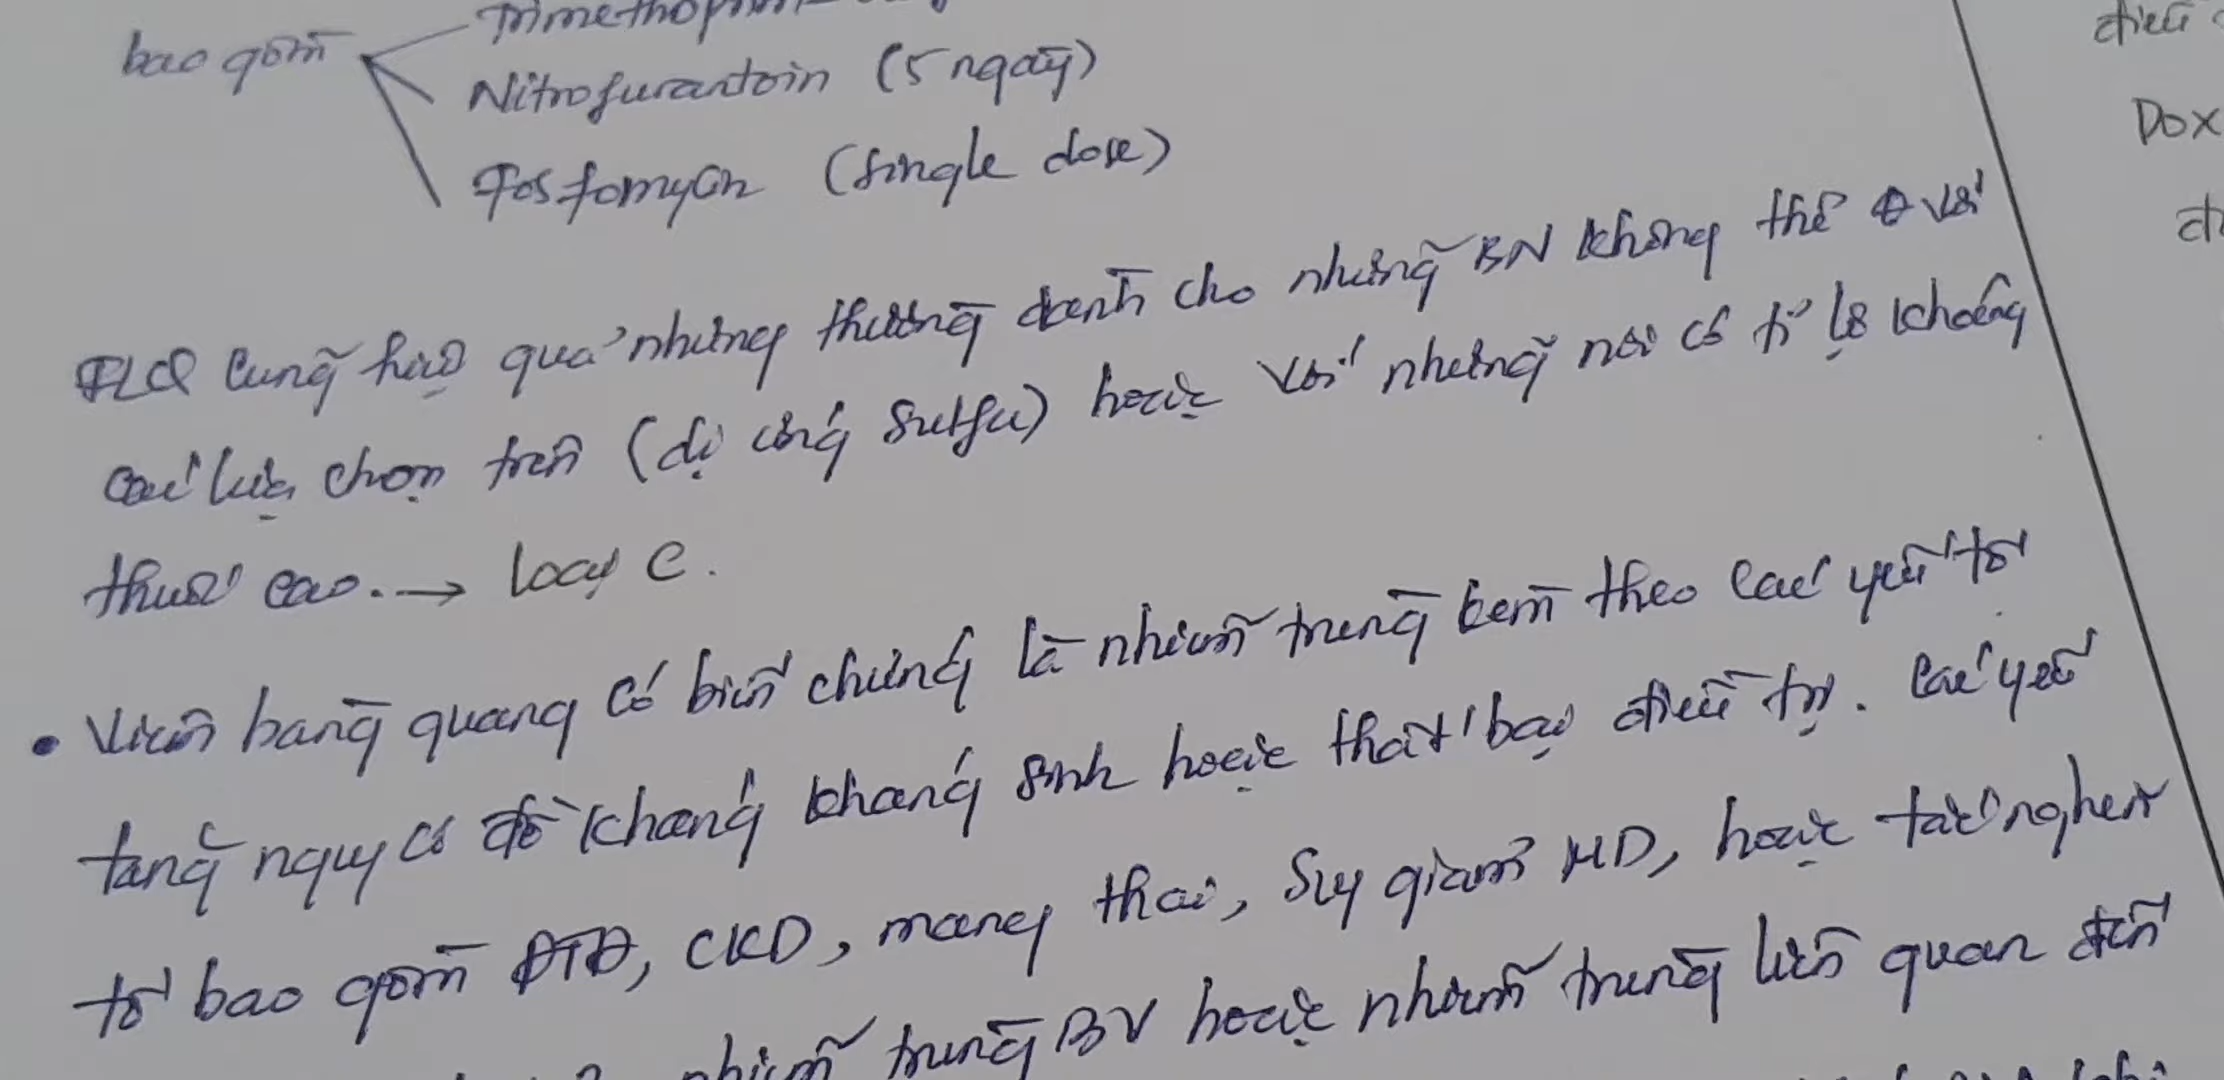 bao gồm
Nitrofurantoin (5 ngày)
Fosfomycin (single dose)
FLQ cũng hiệu quả nhưng thường dành cho những BN không thể với
các lựa chọn trên (dị ứng Sulfa) hoặc với những nơi có tỉ lệ kháng
thuốc cao. → loại C.
• Viêm bàng quang có biến chứng là nhiễm trùng kèm theo các yếu tố
tăng nguy cơ đề kháng kháng sinh hoặc thất bại điều trị. Các yếu
tố bao gồm ĐTĐ, CKD, mang thai, Suy giảm MD, hoặc tắc nghẽn
nhiễm trùng BV hoặc nhiễm trùng liên quan đến
điều
Dox